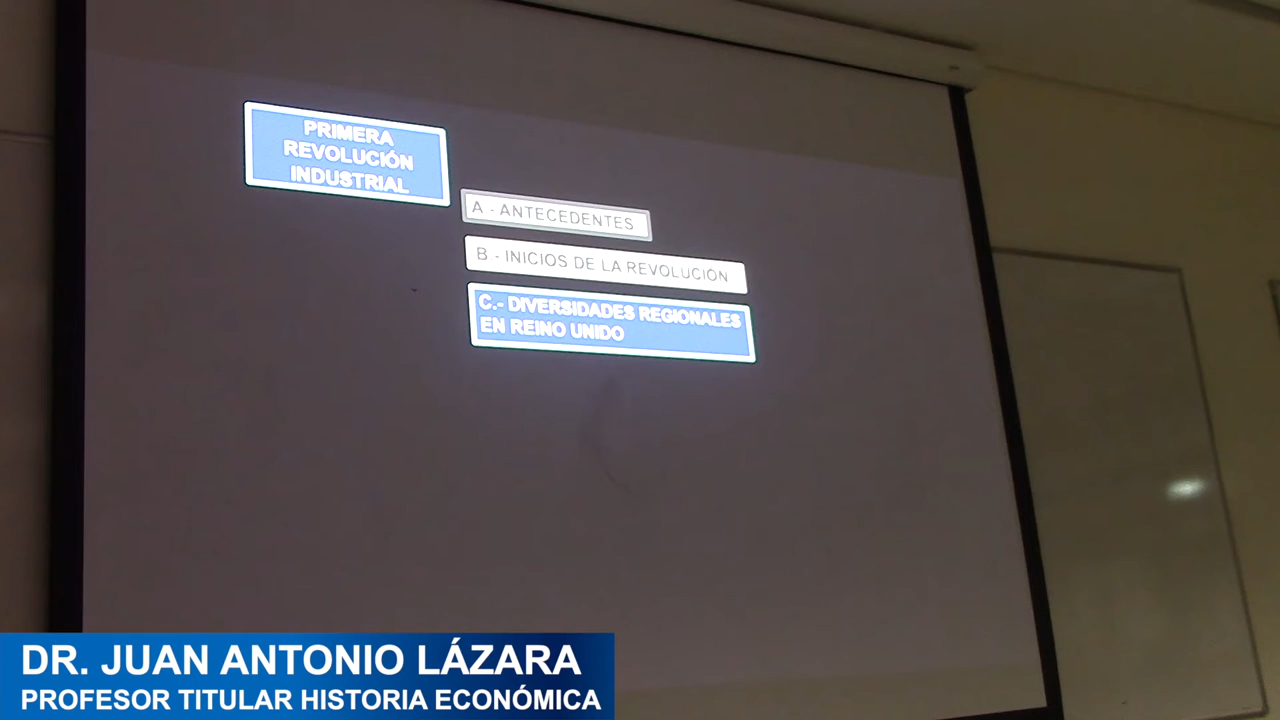 PRIMERA
REVOLUCIÓN
INDUSTRIAL
A - ANTECEDENTES
B.- INICIOS DE LA REVOLUCIÓN
C.- DIVERSIDADES REGIONALES
EN REINO UNIDO
DR. JUAN ANTONIO LÁZARA
PROFESOR TITULAR HISTORIA ECONÓMICA